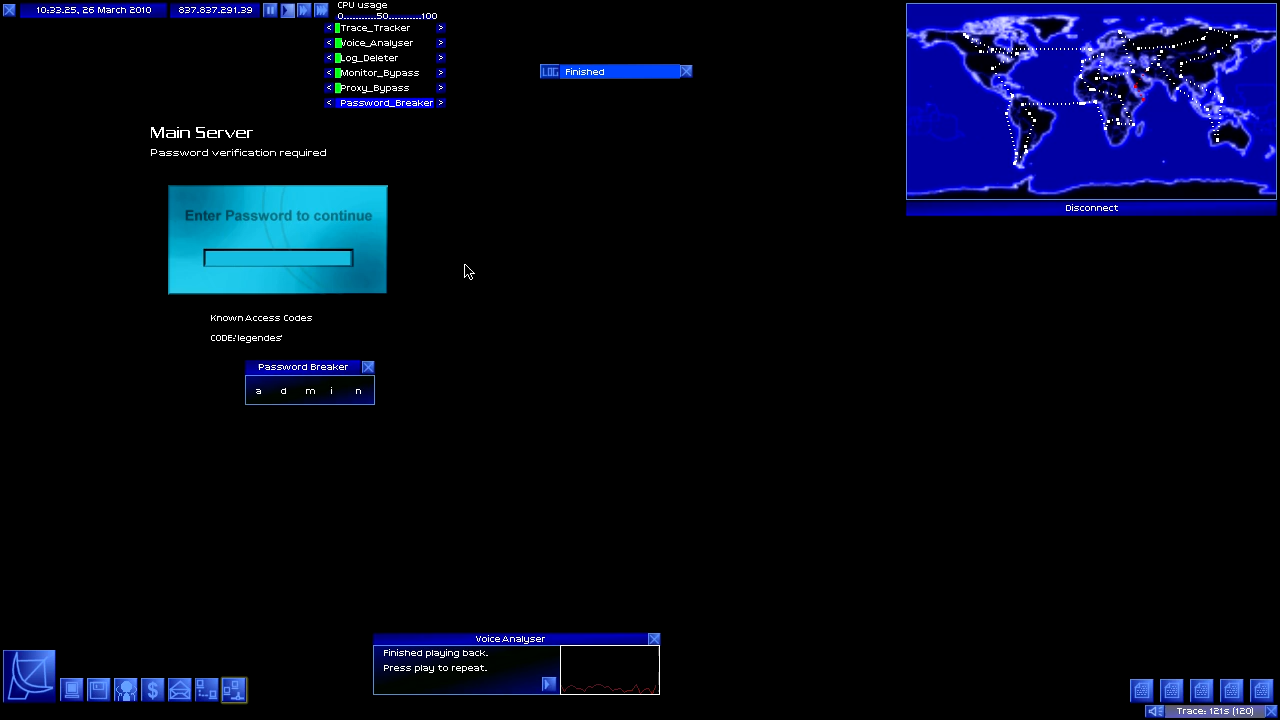 10:33.25, 26 March 2010
837.837.291.39
CPU usage
0...........50...........100
< Trace_Tracker >
< Voice_Analyser >
< Log_Deleter >
< Monitor_Bypass >
< Proxy_Bypass >
< Password_Breaker >
LOG Finished
Disconnect
Main Server
Password verification required
Enter Password to continue
Known Access Codes
CODE:'legendes'
Password Breaker
a d m i n
Voice Analyser
Finished playing back.
Press play to repeat.
$
Trace: 121s (120)